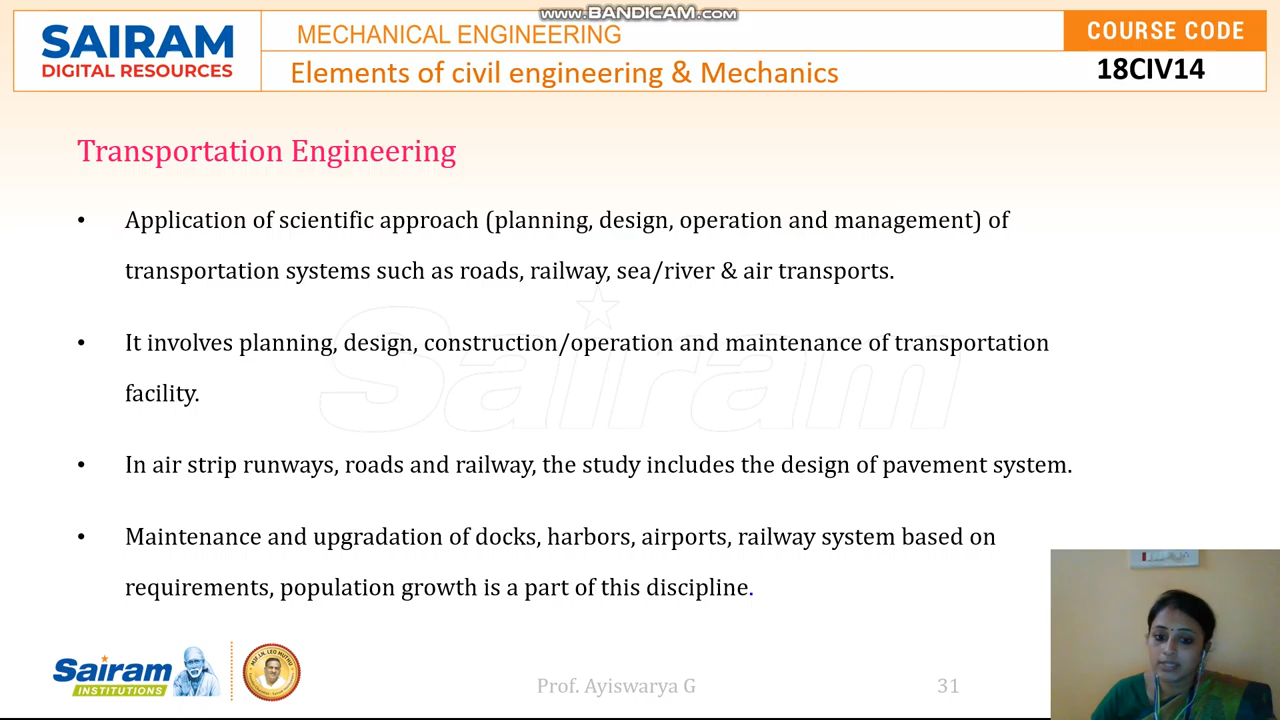 www.BANDICAM.com
SAIRAM
DIGITAL RESOURCES
MECHANICAL ENGINEERING
Elements of civil engineering & Mechanics
COURSE CODE
18CIV14
Transportation Engineering
• Application of scientific approach (planning, design, operation and management) of
transportation systems such as roads, railway, sea/river & air transports.
• It involves planning, design, construction/operation and maintenance of transportation
facility.
• In air strip runways, roads and railway, the study includes the design of pavement system.
• Maintenance and upgradation of docks, harbors, airports, railway system based on
requirements, population growth is a part of this discipline.
Sairam
Sairam
INSTITUTIONS
Prof. Ayiswarya G
31